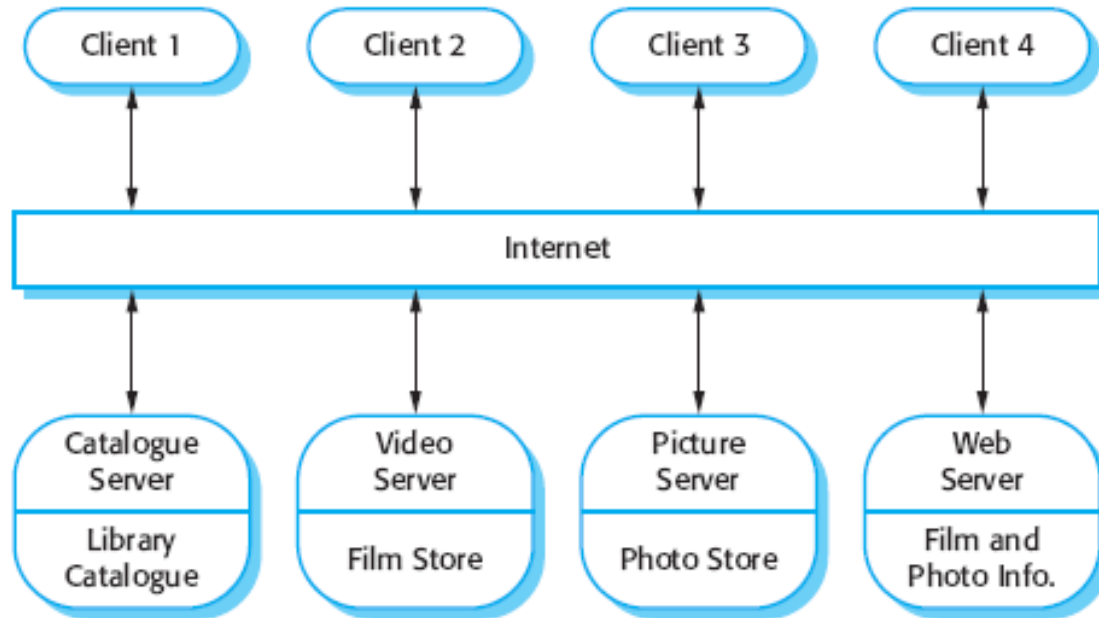 Client 1
Client 2
Client 3
Client 4
Internet
Catalogue
Server
Library
Catalogue
Video
Server
Film Store
Picture
Server
Photo Store
Web
Server
Film and
Photo Info.